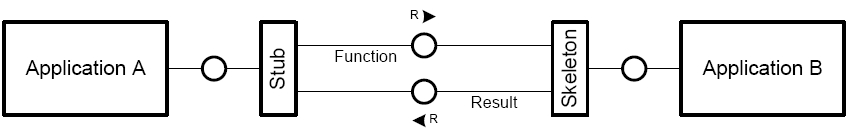 R
Application A
Stub
Function
Skeleton
Application B
Result
R